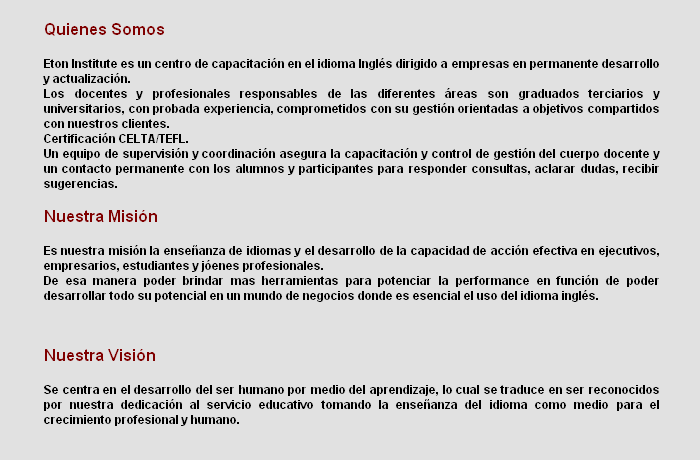 Quienes Somos
Eton Institute es un centro de capacitación en el idioma Inglés dirigido a empresas en permanente desarrollo
y actualización.
Los docentes y profesionales responsables de las diferentes áreas son graduados terciarios y
universitarios, con probada experiencia, comprometidos con su gestión orientadas a objetivos compartidos
con nuestros clientes.
Certificación CELTA/TEFL.
Un equipo de supervisión y coordinación asegura la capacitación y control de gestión del cuerpo docente y
un contacto permanente con los alumnos y participantes para responder consultas, aclarar dudas, recibir
sugerencias.
Nuestra Misión
Es nuestra misión la enseñanza de idiomas y el desarrollo de la capacidad de acción efectiva en ejecutivos,
empresarios, estudiantes y jóenes profesionales.
De esa manera poder brindar mas herramientas para potenciar la performance en función de poder
desarrollar todo su potencial en un mundo de negocios donde es esencial el uso del idioma inglés.
Nuestra Visión
Se centra en el desarrollo del ser humano por medio del aprendizaje, lo cual se traduce en ser reconocidos
por nuestra dedicación al servicio educativo tomando la enseñanza del idioma como medio para el
crecimiento profesional y humano.